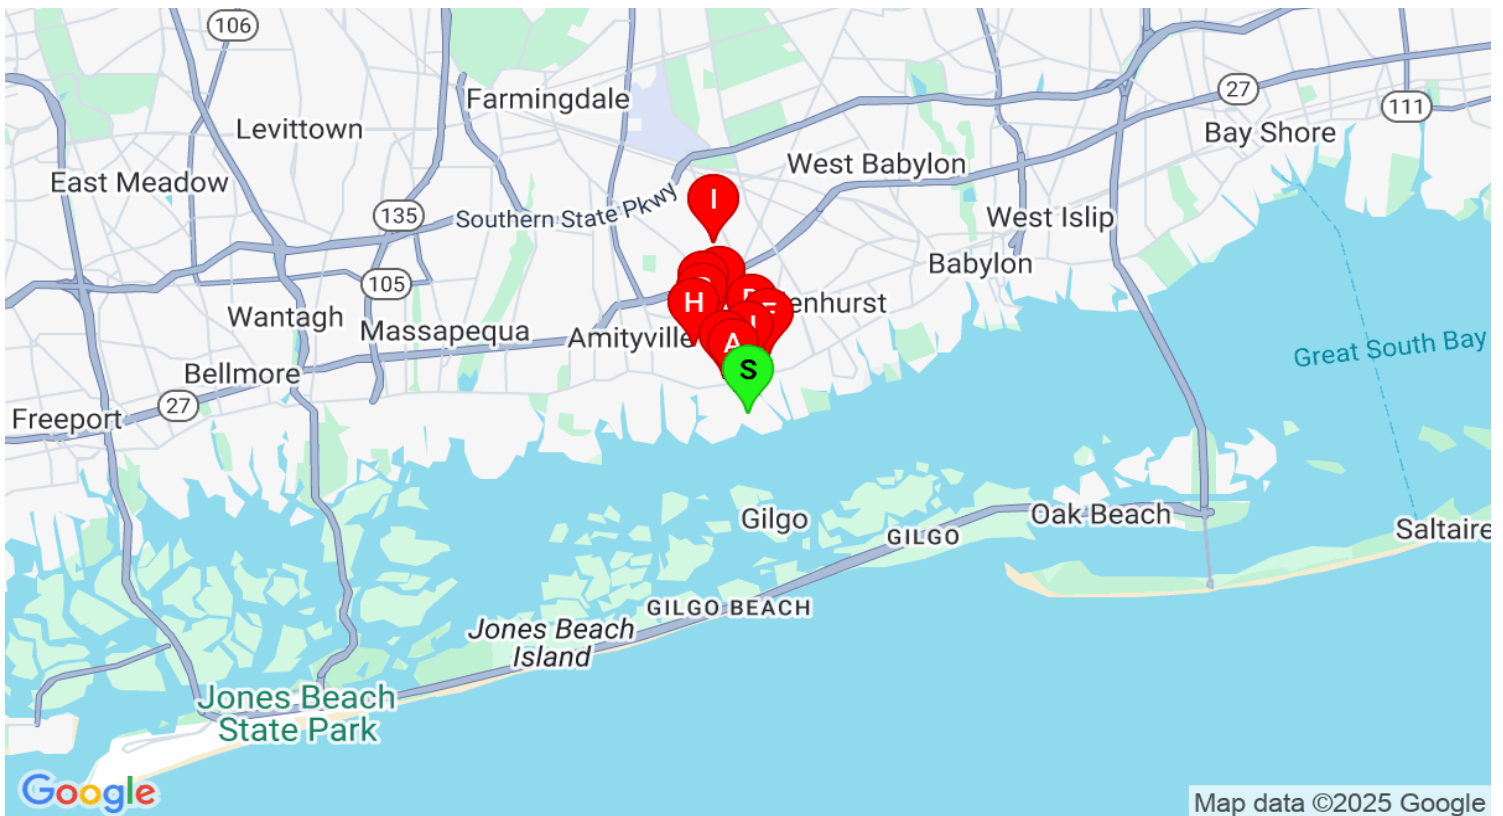 106
Farmingdale
27
111
Levittown
Bay Shore
West Babylon
East Meadow
I
135
Southern State Pkwy
West Islip
Babylon
105
H
enhurst
Wantagh
Massapequa
Amityville
A
Great South Bay
Bellmore
S
27
Freeport
Gilgo
Oak Beach
GILGO
Saltaire
GILGO BEACH
Jones Beach
Island
Jones Beach
State Park
Google
Map data ©2025 Google